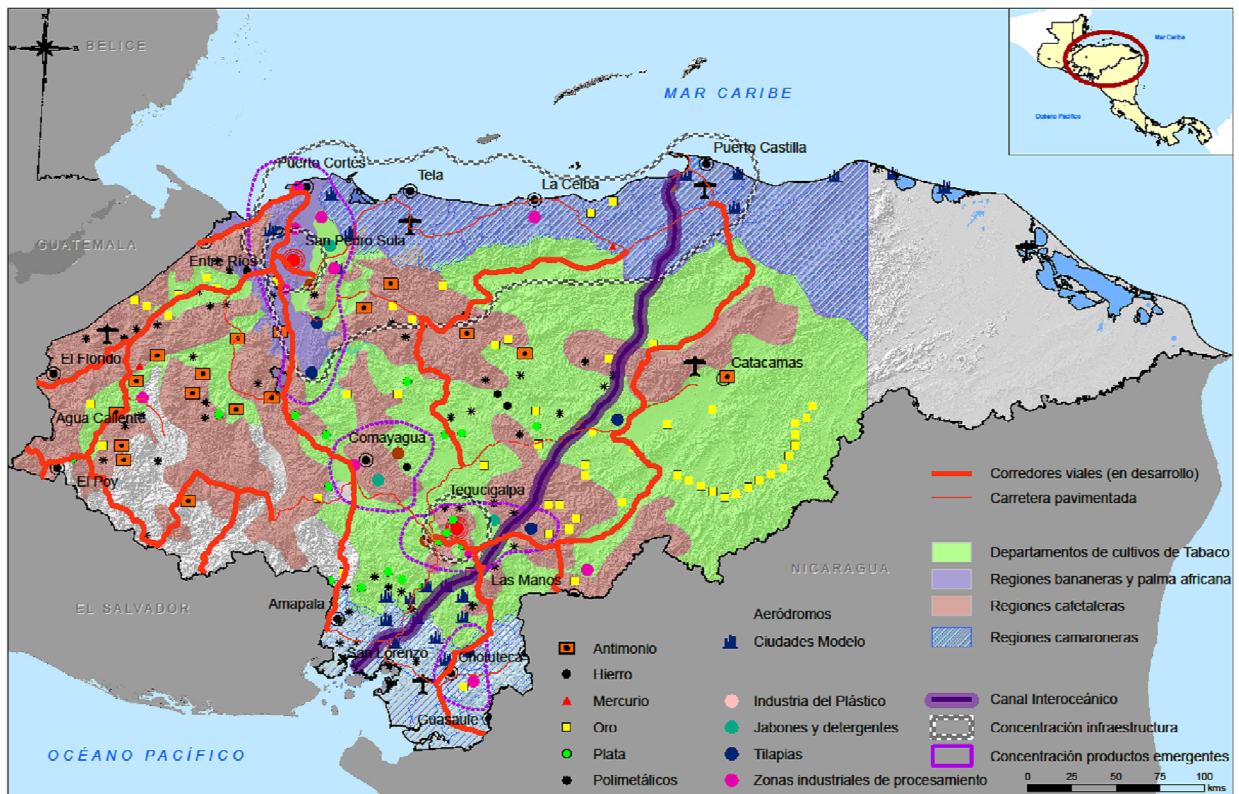 BELICE
MAR CARIBE
Mar Caribe
Océano Pacífico
Puerto Cortes
Tela
La Ceiba
Puerto Castilla
GUATEMALA
San Pedro Sula
Entre Ríos
El Florido
Catacamas
Agua Caliente
Comayagua
El Poy
Tegucigalpa
Las Manos
NICARAGUA
EL SALVADOR
Amapala
San Lorenzo
Choluteca
Guasaule
OCÉANO PACÍFICO
Corredores viales (en desarrollo)
Carretera pavimentada
Departamentos de cultivos de Tabaco
Regiones bananeras y palma africana
Regiones cafetaleras
Regiones camaroneras
Canal Interoceánico
Concentración infraestructura
Concentración productos emergentes
Aeródromos
Ciudades Modelo
Industria del Plástico
Jabones y detergentes
Tilapias
Zonas industriales de procesamiento
Antimonio
Hierro
Mercurio
Oro
Plata
Polimetálicos
0 25 50 75 100
kms